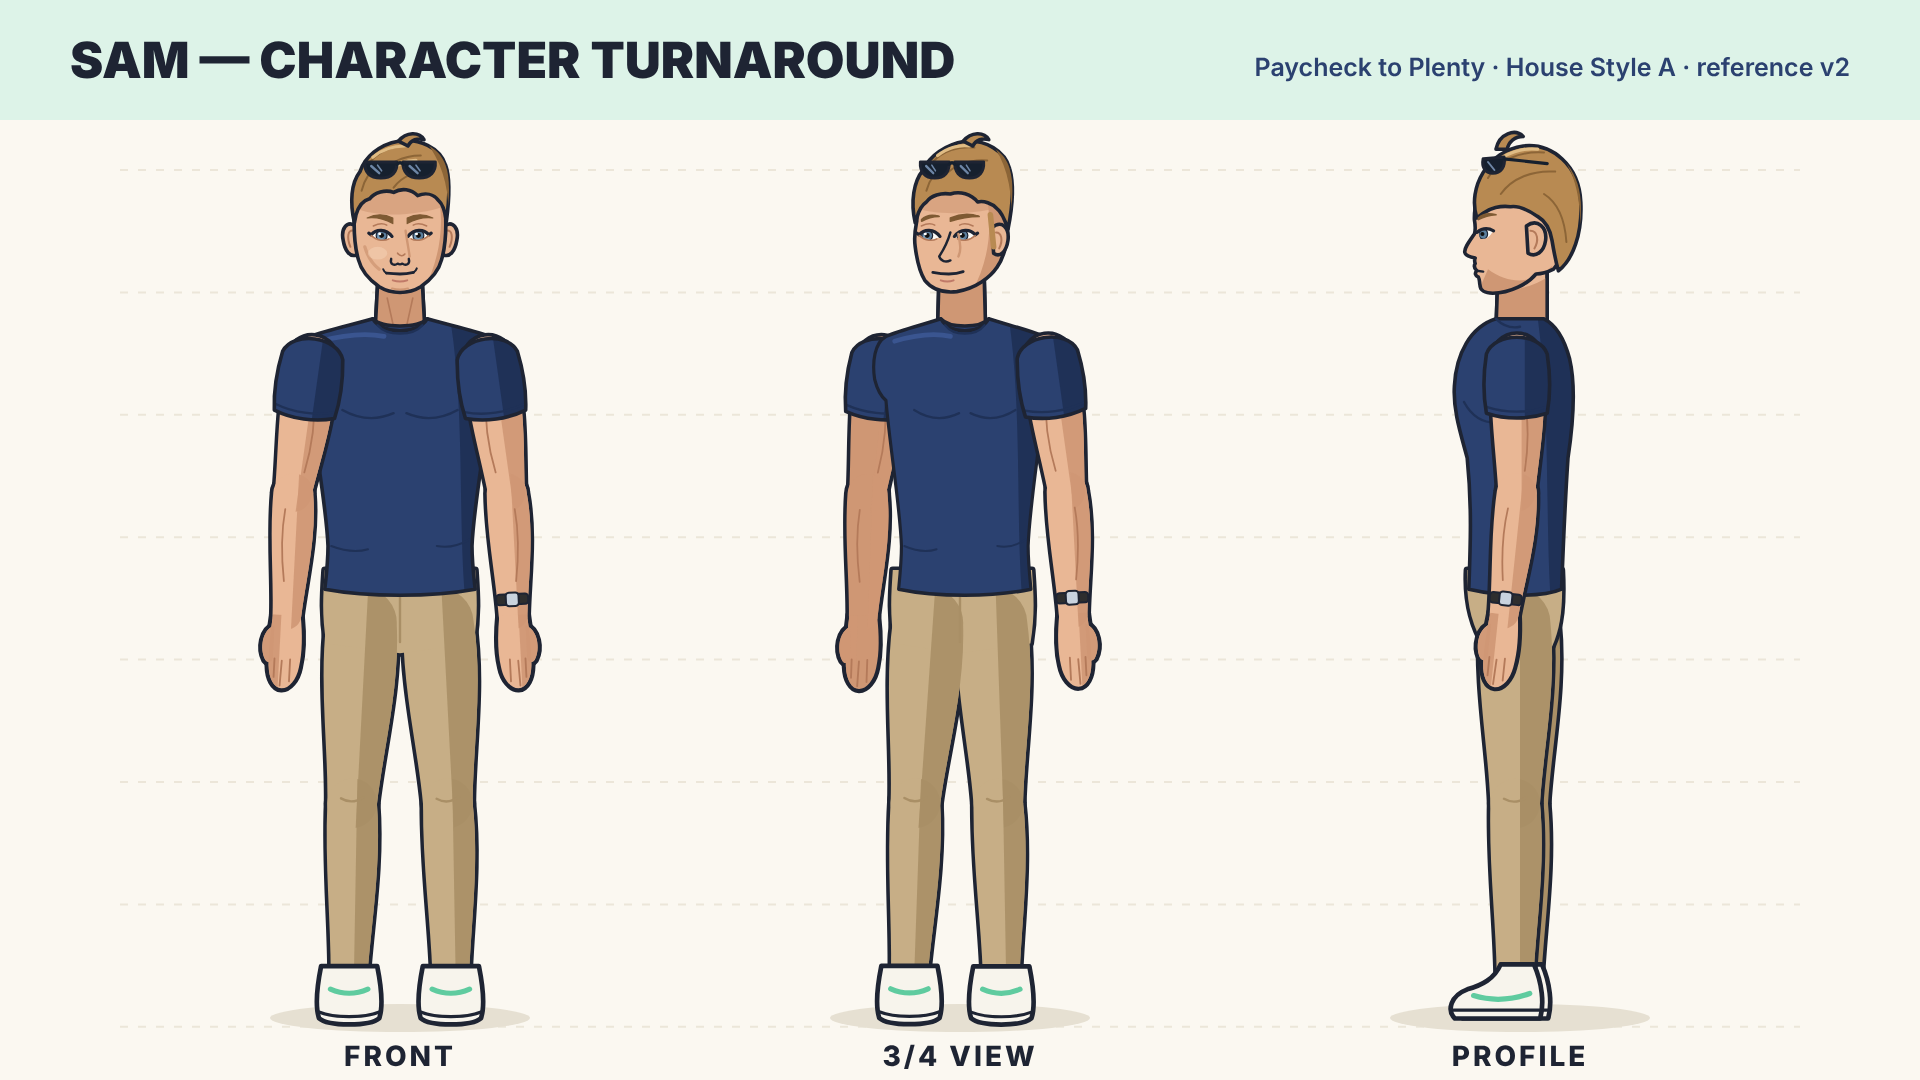 SAM — CHARACTER TURNAROUND
Paycheck to Plenty · House Style A · reference v2
FRONT
3/4 VIEW
PROFILE